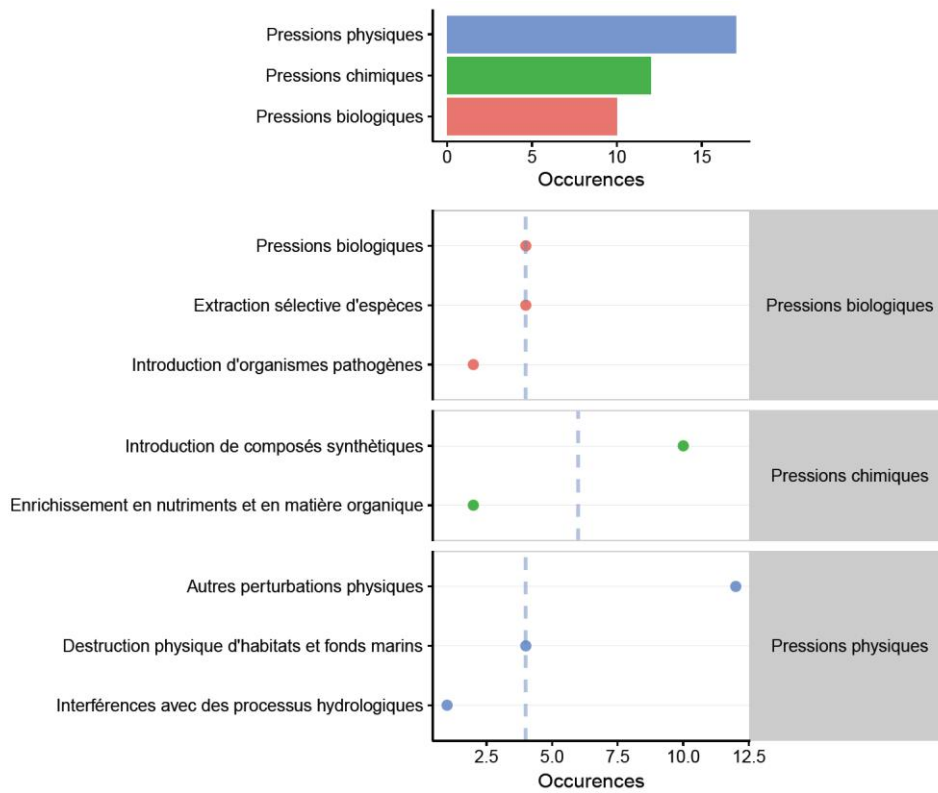 Pressions physiques
Pressions chimiques
Pressions biologiques
0 5 10 15
Occurences
Pressions biologiques
Extraction sélective d'espèces
Introduction d'organismes pathogènes
Pressions biologiques
Introduction de composés synthètiques
Enrichissement en nutriments et en matière organique
Pressions chimiques
Autres perturbations physiques
Destruction physique d'habitats et fonds marins
Interférences avec des processus hydrologiques
Pressions physiques
2.5 5.0 7.5 10.0 12.5
Occurences